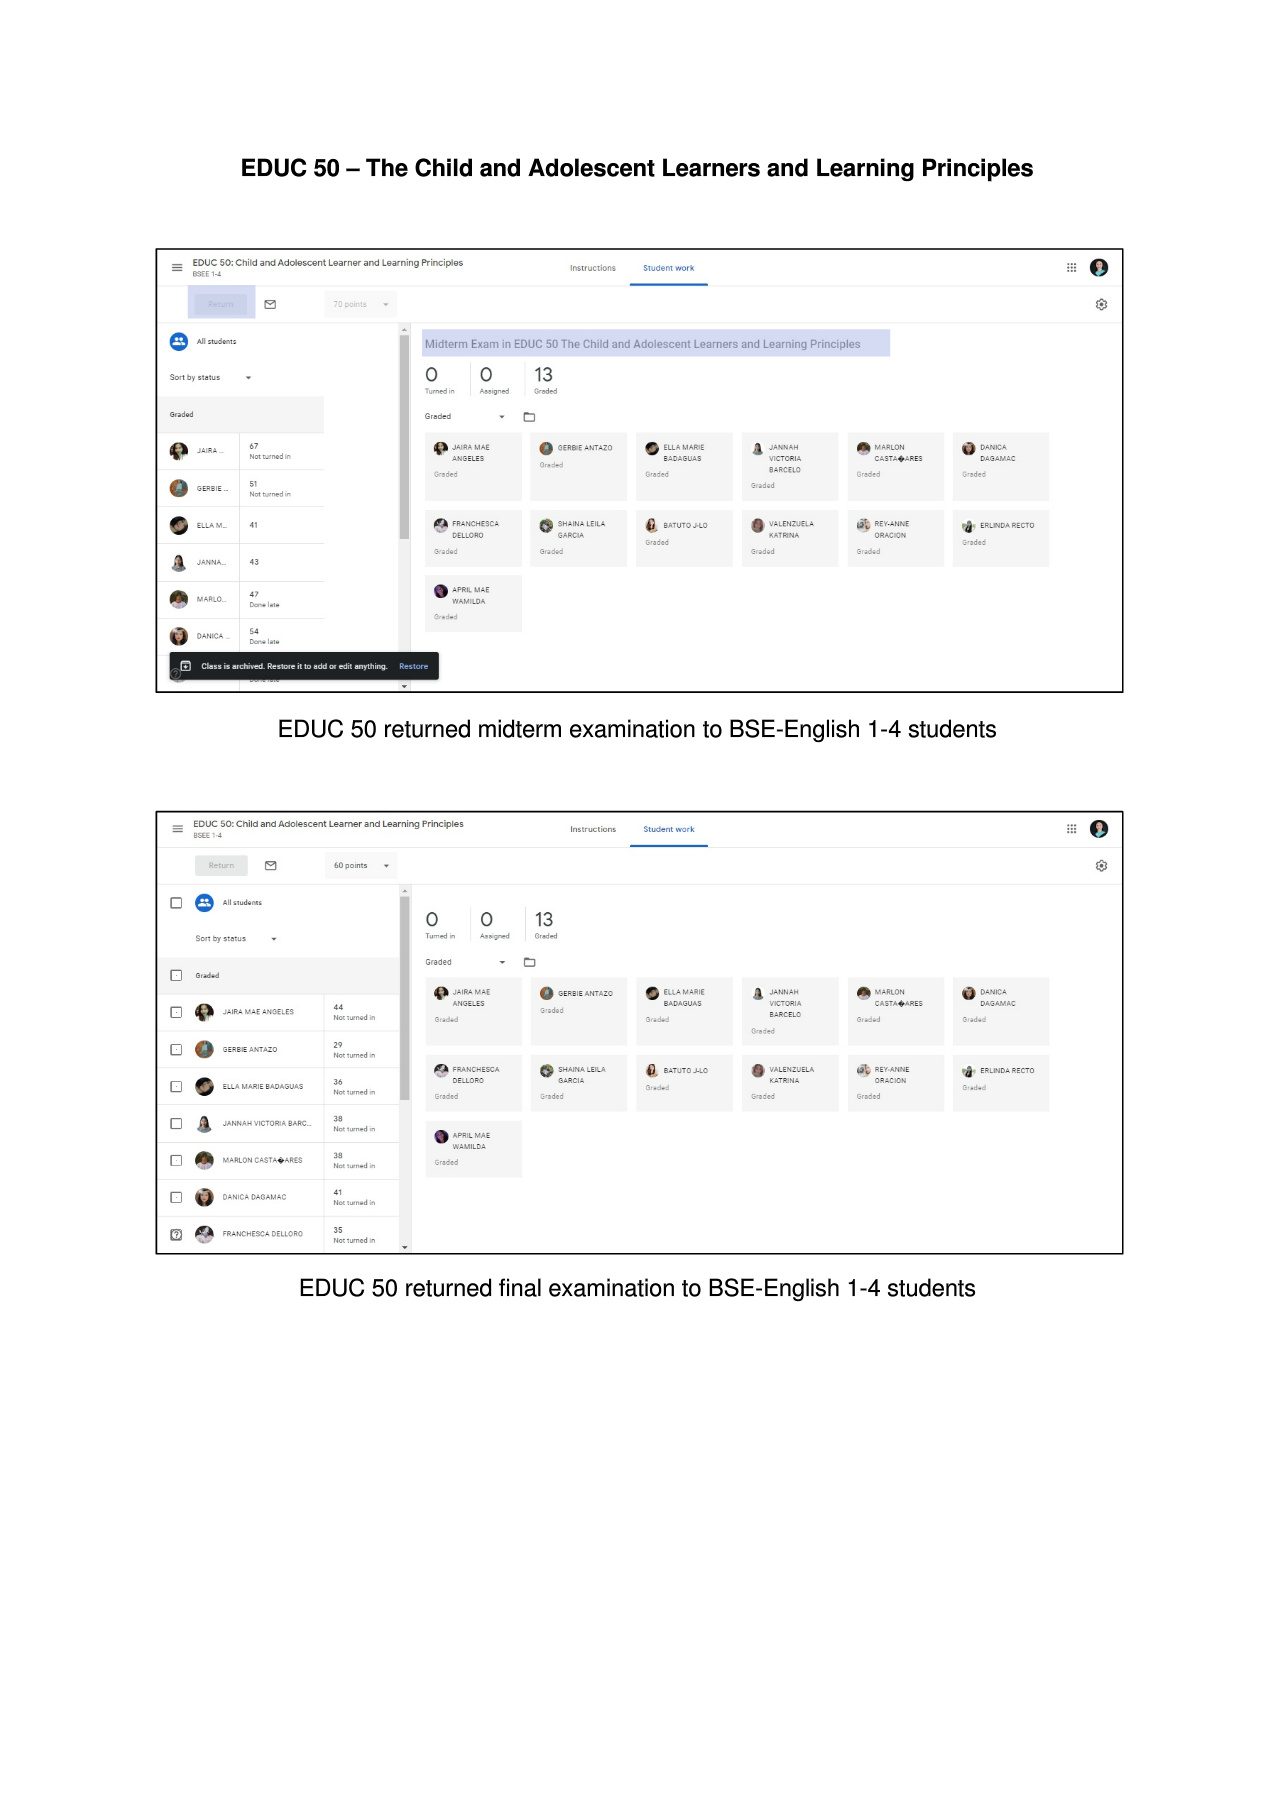 EDUC 50 – The Child and Adolescent Learners and Learning Principles
EDUC 50: Child and Adolescent Learner and Learning Principles
BSEE 1-4
Instructions
Student work
Return
70 points
All students
Sort by status
Graded
JAIRA ...
67
Not turned in
GERBIE ...
51
Not turned in
ELLA M...
41
JANNA...
43
MARLO...
47
Done late
DANICA ...
54
Done late
Class is archived. Restore it to add or edit anything. Restore
Done late
Midterm Exam in EDUC 50 The Child and Adolescent Learners and Learning Principles
0 0 13
Turned in Assigned Graded
Graded
JAIRA MAE
ANGELES
Graded
GERBIE ANTAZO
Graded
ELLA MARIE
BADAGUAS
Graded
JANNAH
VICTORIA
BARCELO
Graded
MARLON
CASTA�ARES
Graded
DANICA
DAGAMAC
Graded
FRANCHESCA
DELLORO
Graded
SHAINA LEILA
GARCIA
Graded
BATUTO J-LO
Graded
VALENZUELA
KATRINA
Graded
REY-ANNE
ORACION
Graded
ERLINDA RECTO
Graded
APRIL MAE
WAMILDA
Graded
EDUC 50 returned midterm examination to BSE-English 1-4 students
EDUC 50: Child and Adolescent Learner and Learning Principles
BSEE 1-4
Instructions
Student work
Return
60 points
All students
Sort by status
Graded
JAIRA MAE ANGELES
44
Not turned in
GERBIE ANTAZO
29
Not turned in
ELLA MARIE BADAGUAS
36
Not turned in
JANNAH VICTORIA BARC...
38
Not turned in
MARLON CASTA�ARES
38
Not turned in
DANICA DAGAMAC
41
Not turned in
FRANCHESCA DELLORO
35
Not turned in
0 0 13
Turned in Assigned Graded
Graded
JAIRA MAE
ANGELES
Graded
GERBIE ANTAZO
Graded
ELLA MARIE
BADAGUAS
Graded
JANNAH
VICTORIA
BARCELO
Graded
MARLON
CASTA�ARES
Graded
DANICA
DAGAMAC
Graded
FRANCHESCA
DELLORO
Graded
SHAINA LEILA
GARCIA
Graded
BATUTO J-LO
Graded
VALENZUELA
KATRINA
Graded
REY-ANNE
ORACION
Graded
ERLINDA RECTO
Graded
APRIL MAE
WAMILDA
Graded
EDUC 50 returned final examination to BSE-English 1-4 students